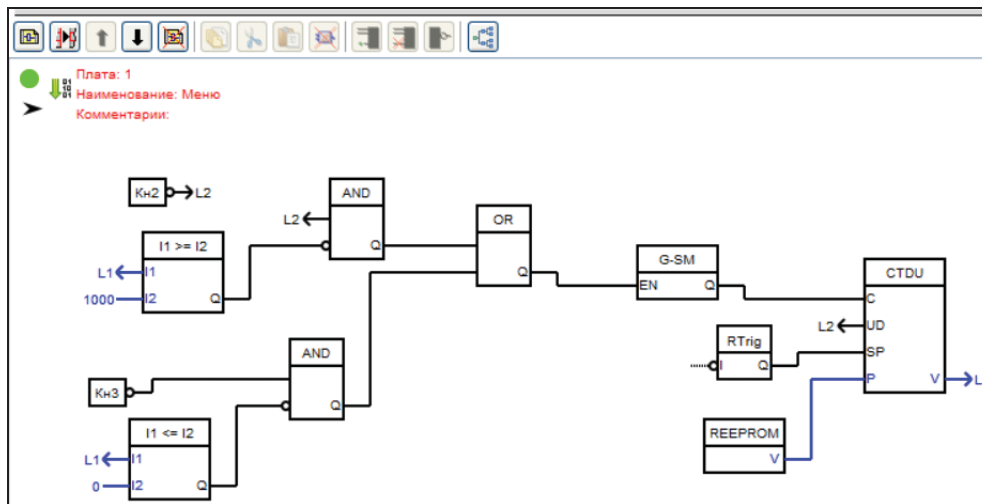 Плата: 1
Наименование: Меню
Комментарии:
Кн2 L2
AND
L2
Q
I1 >= I2
L1 I1
1000 I2 Q
OR
Q
G-SM
EN Q
CTDU
C
L2 UD
SP
P V L
RTrig
I Q
REEPROM
V
AND
Q
Кн3
I1 <= I2
L1 I1
0 I2 Q